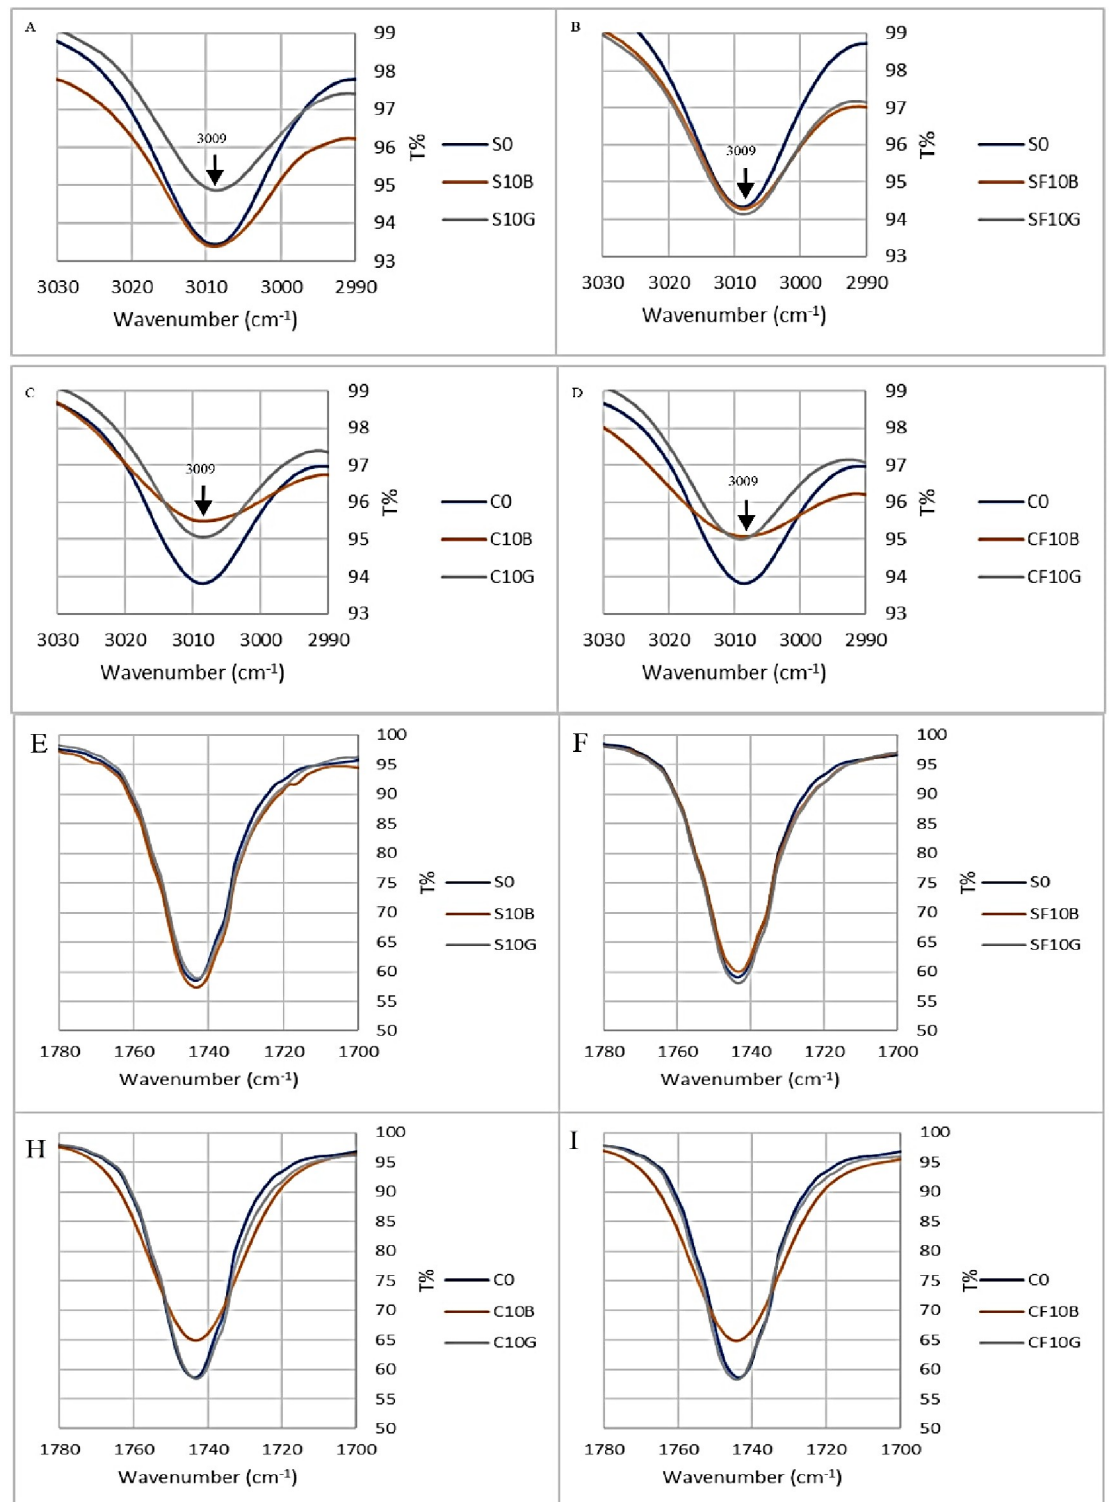 A
99
98
97
96
95
94
93
3009
T%
S0
S10B
S10G
3030 3020 3010 3000 2990
Wavenumber (cm-1)
B
99
98
97
96
95
94
93
3009
T%
S0
SF10B
SF10G
3030 3020 3010 3000 2990
Wavenumber (cm-1)
C
99
98
97
96
95
94
93
3009
T%
C0
C10B
C10G
3030 3020 3010 3000 2990
Wavenumber (cm-1)
D
99
98
97
96
95
94
93
3009
T%
C0
CF10B
CF10G
3030 3020 3010 3000 2990
Wavenumber (cm-1)
E
100
95
90
85
80
75
70
65
60
55
50
T%
S0
S10B
S10G
1780 1760 1740 1720 1700
Wavenumber (cm-1)
F
100
95
90
85
80
75
70
65
60
55
50
T%
S0
SF10B
SF10G
1780 1760 1740 1720 1700
Wavenumber (cm-1)
H
100
95
90
85
80
75
70
65
60
55
50
T%
C0
C10B
C10G
1780 1760 1740 1720 1700
Wavenumber (cm-1)
I
100
95
90
85
80
75
70
65
60
55
50
T%
C0
CF10B
CF10G
1780 1760 1740 1720 1700
Wavenumber (cm-1)